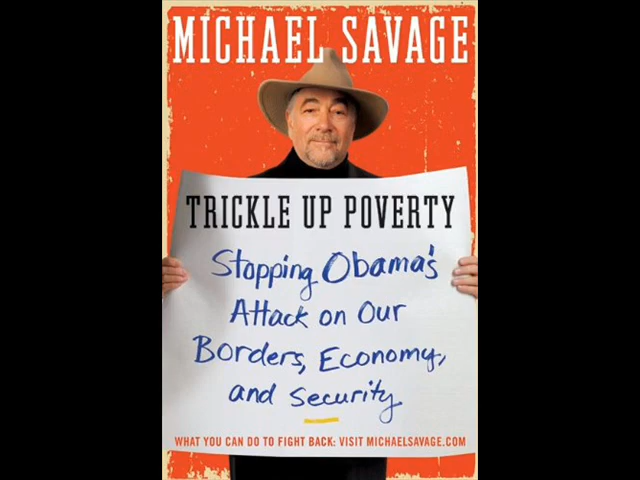 MICHAEL SAVAGE
TRICKLE UP POVERTY
Stopping Obama's
Attack on Our
Borders, Economy,
and Security
WHAT YOU CAN DO TO FIGHT BACK: VISIT MICHAELSAVAGE.COM